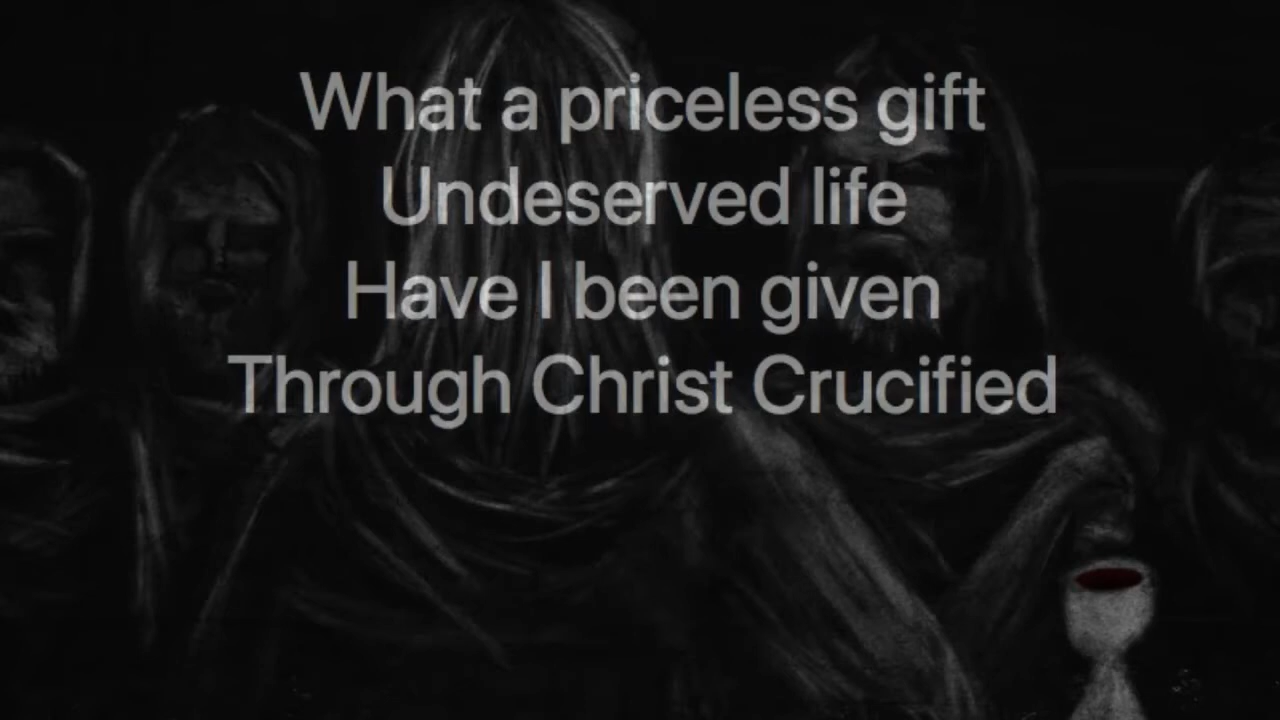 What a priceless gift
Undeserved life
Have I been given
Through Christ Crucified